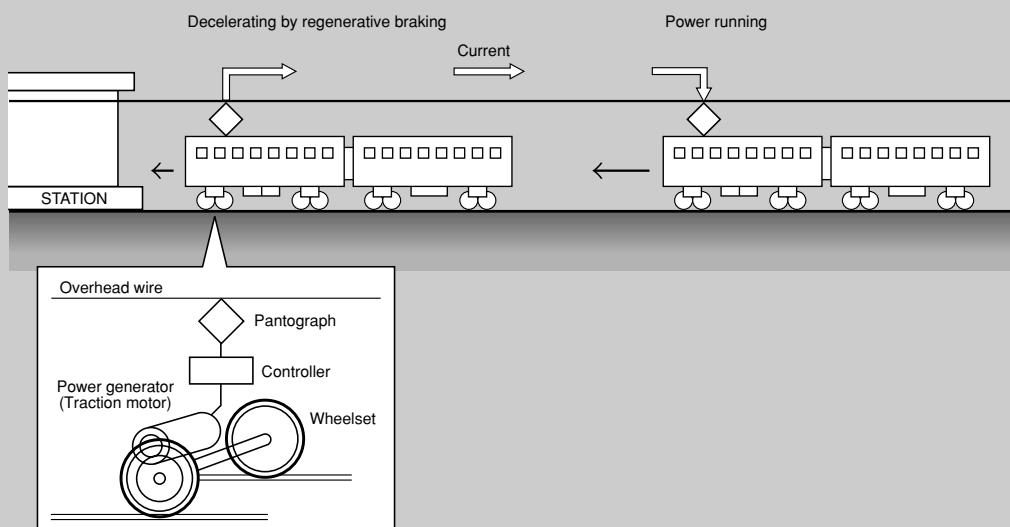 Decelerating by regenerative braking
Power running
Current
STATION
Overhead wire
Pantograph
Controller
Power generator
(Traction motor)
Wheelset